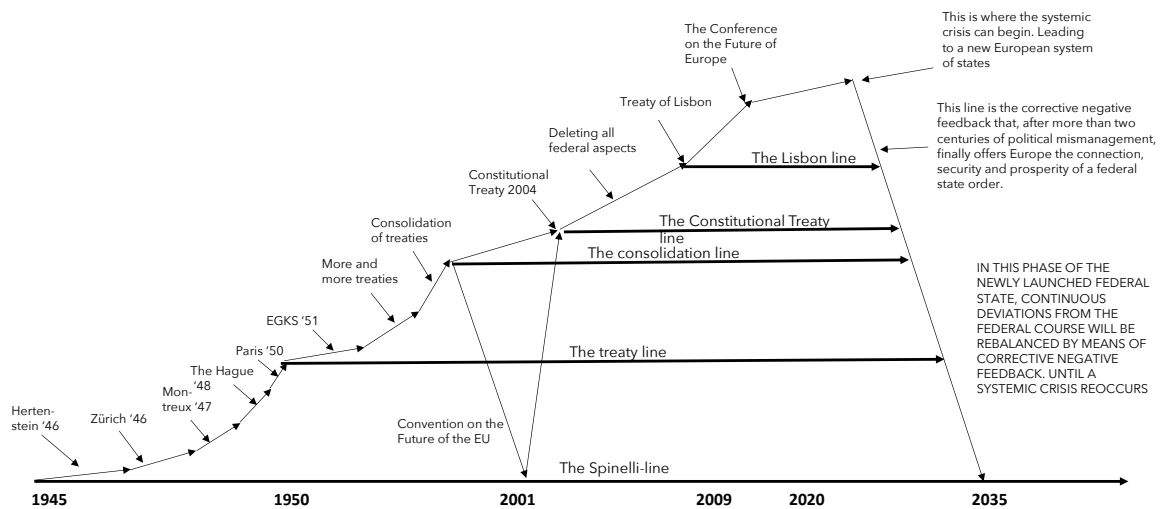 This is where the systemic
crisis can begin. Leading
to a new European system
of states
The Conference
on the Future of
Europe
Treaty of Lisbon
This line is the corrective negative
feedback that, after more than two
centuries of political mismanagement,
finally offers Europe the connection,
security and prosperity of a federal
state order.
Deleting all
federal aspects
The Lisbon line
Constitutional
Treaty 2004
Consolidation
of treaties
The Constitutional Treaty
line
The consolidation line
More and
more treaties
IN THIS PHASE OF THE
NEWLY LAUNCHED FEDERAL
STATE, CONTINUOUS
DEVIATIONS FROM THE
FEDERAL COURSE WILL BE
REBALANCED BY MEANS OF
CORRECTIVE NEGATIVE
FEEDBACK. UNTIL A
SYSTEMIC CRISIS REOCCURS
EGKS ‘51
Paris ‘50
The treaty line
The Hague
‘48
Mon-
treux ‘47
Herten-
stein ‘46
Zürich ‘46
Convention on the
Future of the EU
The Spinelli-line
1945
1950
2001
2009
2020
2035